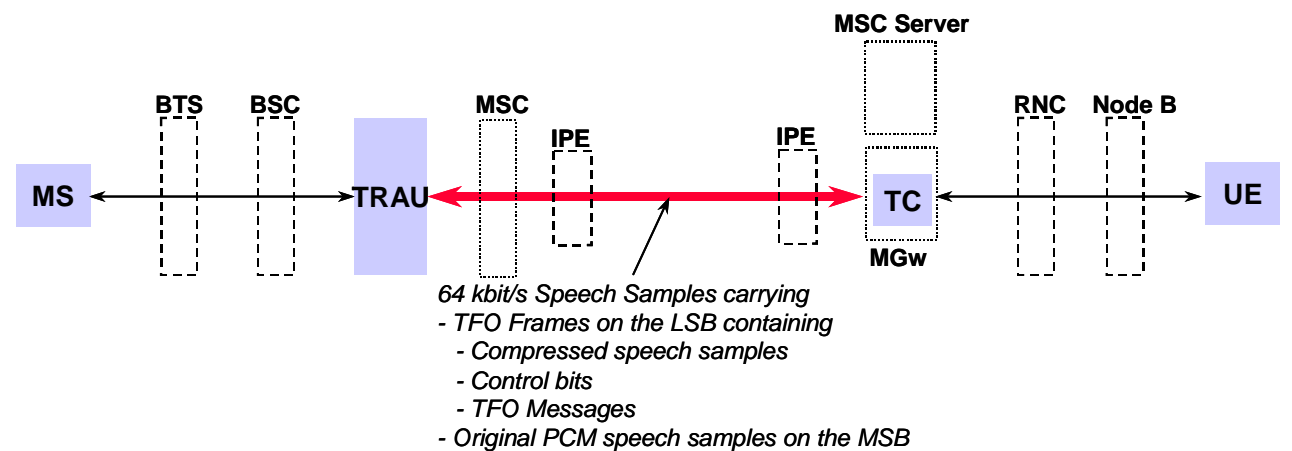 MSC Server
BTS
BSC
MSC
IPE
IPE
RNC
Node B
MS
TRAU
TC
UE
MGw
64 kbit/s Speech Samples carrying
- TFO Frames on the LSB containing
- Compressed speech samples
- Control bits
- TFO Messages
- Original PCM speech samples on the MSB